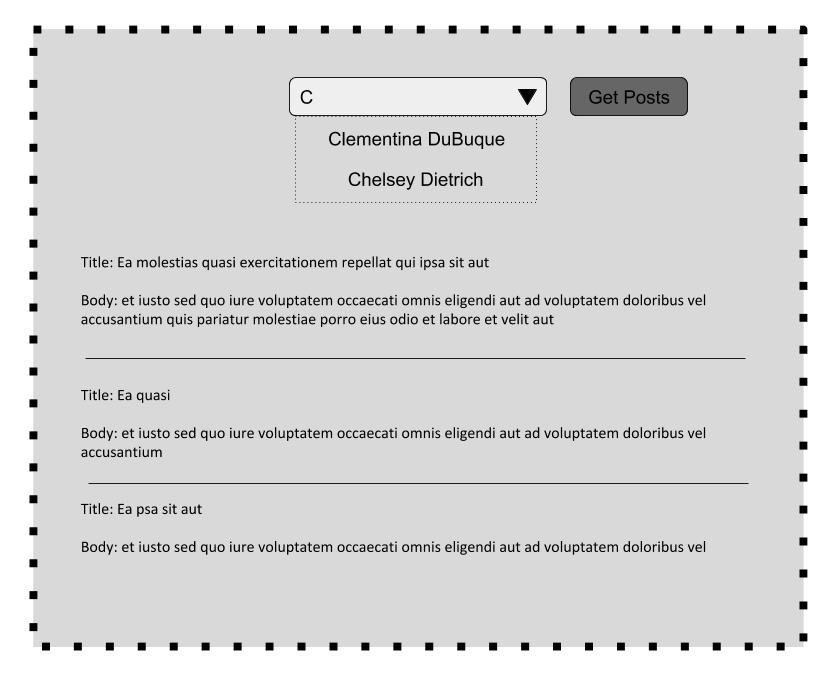 C
Get Posts
Clementina DuBuque
Chelsey Dietrich
Title: Ea molestias quasi exercitationem repellat qui ipsa sit aut
Body: et iusto sed quo iure voluptatem occaecati omnis eligendi aut ad voluptatem doloribus vel
accusantium quis pariatur molestiae porro eius odio et labore et velit aut
Title: Ea quasi
Body: et iusto sed quo iure voluptatem occaecati omnis eligendi aut ad voluptatem doloribus vel
accusantium
Title: Ea psa sit aut
Body: et iusto sed quo iure voluptatem occaecati omnis eligendi aut ad voluptatem doloribus vel